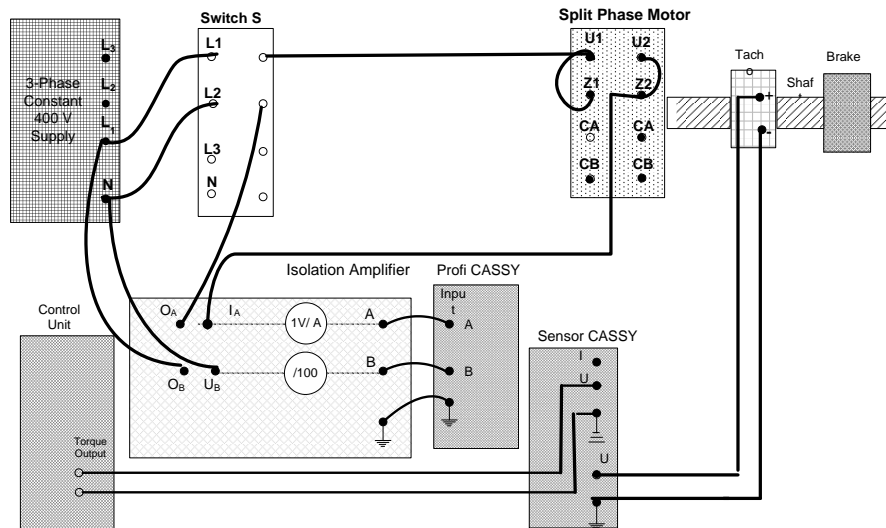 Switch S
Split Phase Motor
L3
L2
L1
N
3-Phase
Constant
400 V
Supply
L1
L2
L3
N
U1
U2
Z1
Z2
CA
CA
CB
CB
Tach
o
Shaf
t
Brake
+
-
Isolation Amplifier
Profi CASSY
Control
Unit
OA
IA
1V/ A
A
Inpu
t
A
OB
UB
/100
B
B
Sensor CASSY
I
U
U
Torque
Output